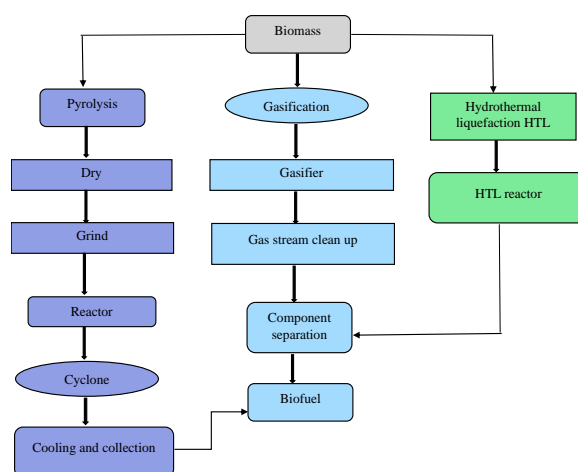 Biomass
Pyrolysis
Gasification
Hydrothermal
liquefaction HTL
Dry
Gasifier
HTL reactor
Grind
Gas stream clean up
Reactor
Component
separation
Cyclone
Biofuel
Cooling and collection